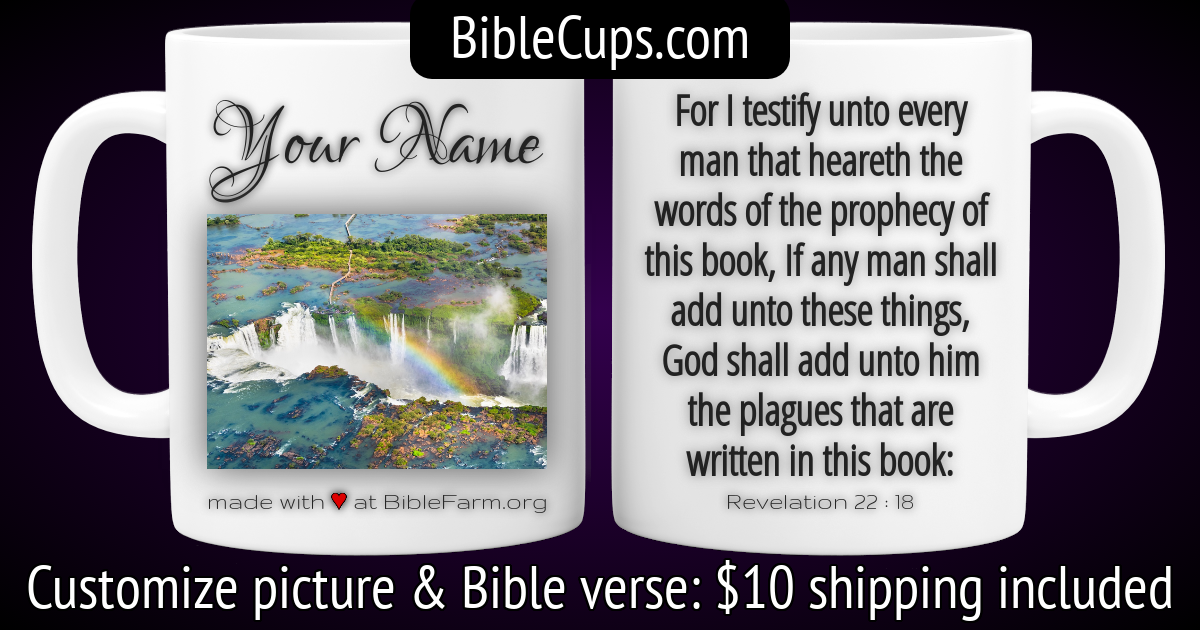 BibleCups.com
Your Name
made with ♥ at BibleFarm.org
For I testify unto every
man that heareth the
words of the prophecy of
this book, If any man shall
add unto these things,
God shall add unto him
the plagues that are
written in this book:
Revelation 22 : 18
Customize picture & Bible verse: $10 shipping included